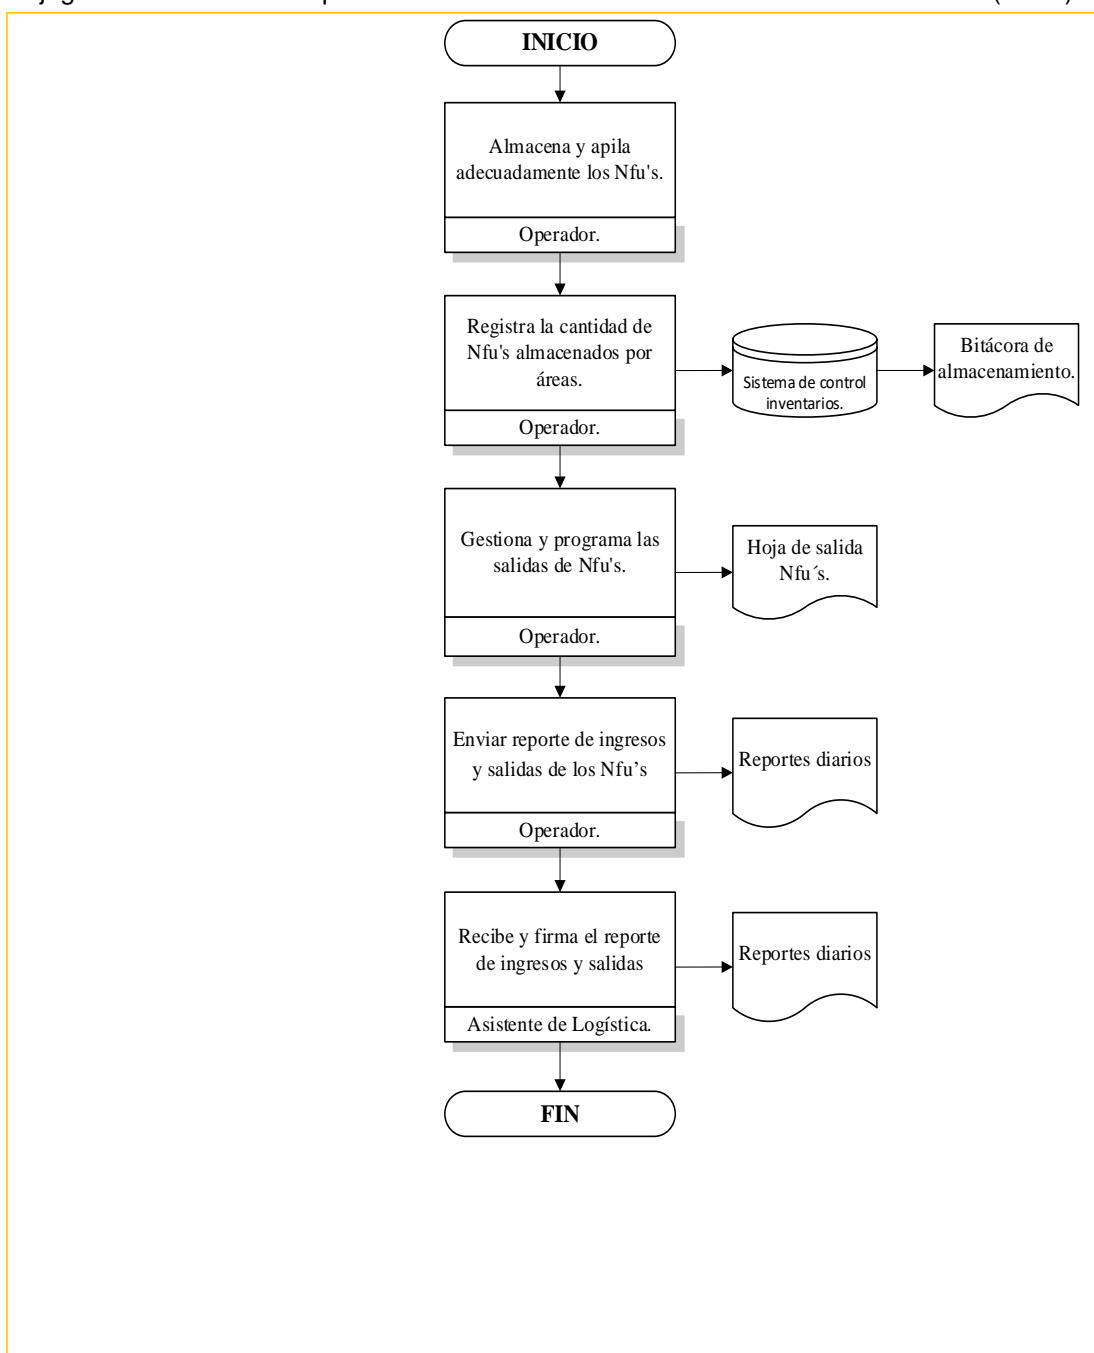 INICIO
Almacena y apila
adecuadamente los Nfu's.
Operador.
Registra la cantidad de
Nfu's almacenados por
áreas.
Operador.
Sistema de control
inventarios.
Bitácora de
almacenamiento.
Gestiona y programa las
salidas de Nfu's.
Operador.
Hoja de salida
Nfu´s.
Enviar reporte de ingresos
y salidas de los Nfu’s
Operador.
Reportes diarios
Recibe y firma el reporte
de ingresos y salidas
Asistente de Logística.
Reportes diarios
FIN